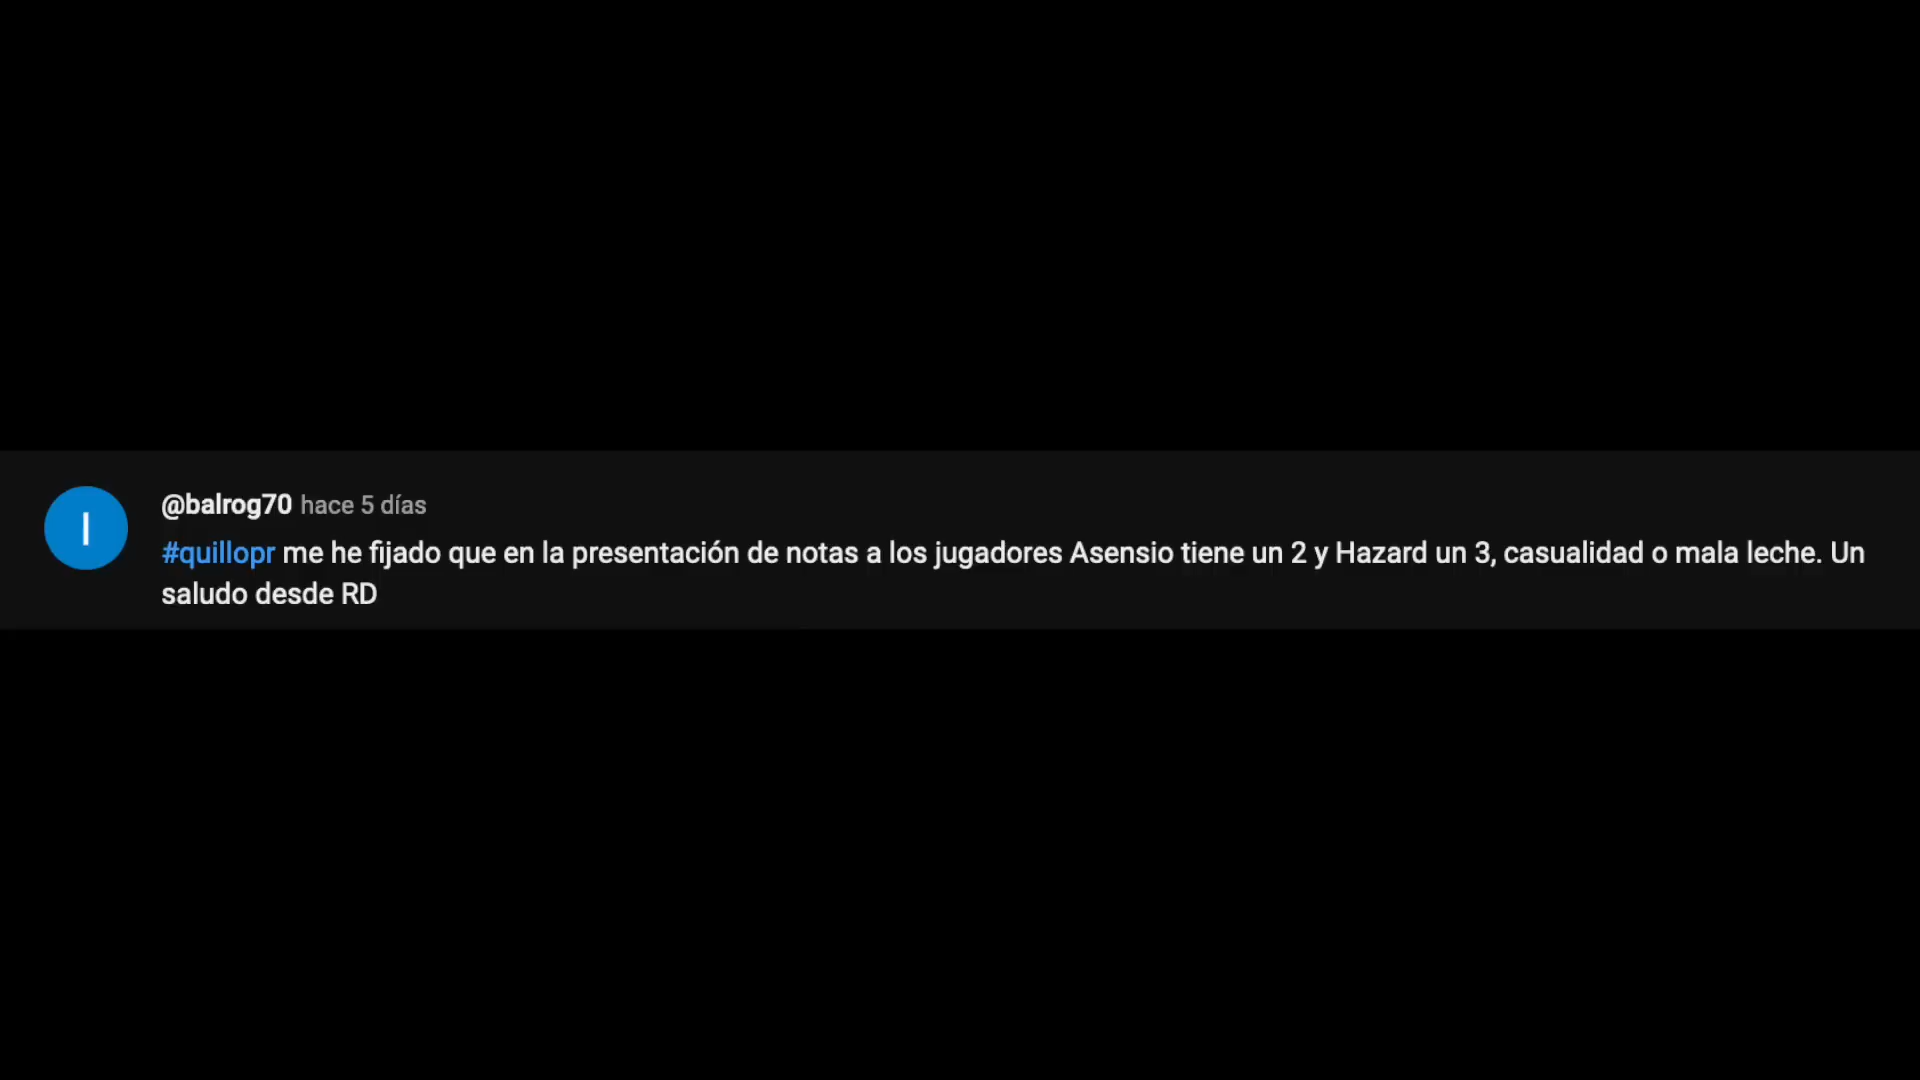 I
@balrog70 hace 5 días
#quillopr me he fijado que en la presentación de notas a los jugadores Asensio tiene un 2 y Hazard un 3, casualidad o mala leche. Un
saludo desde RD